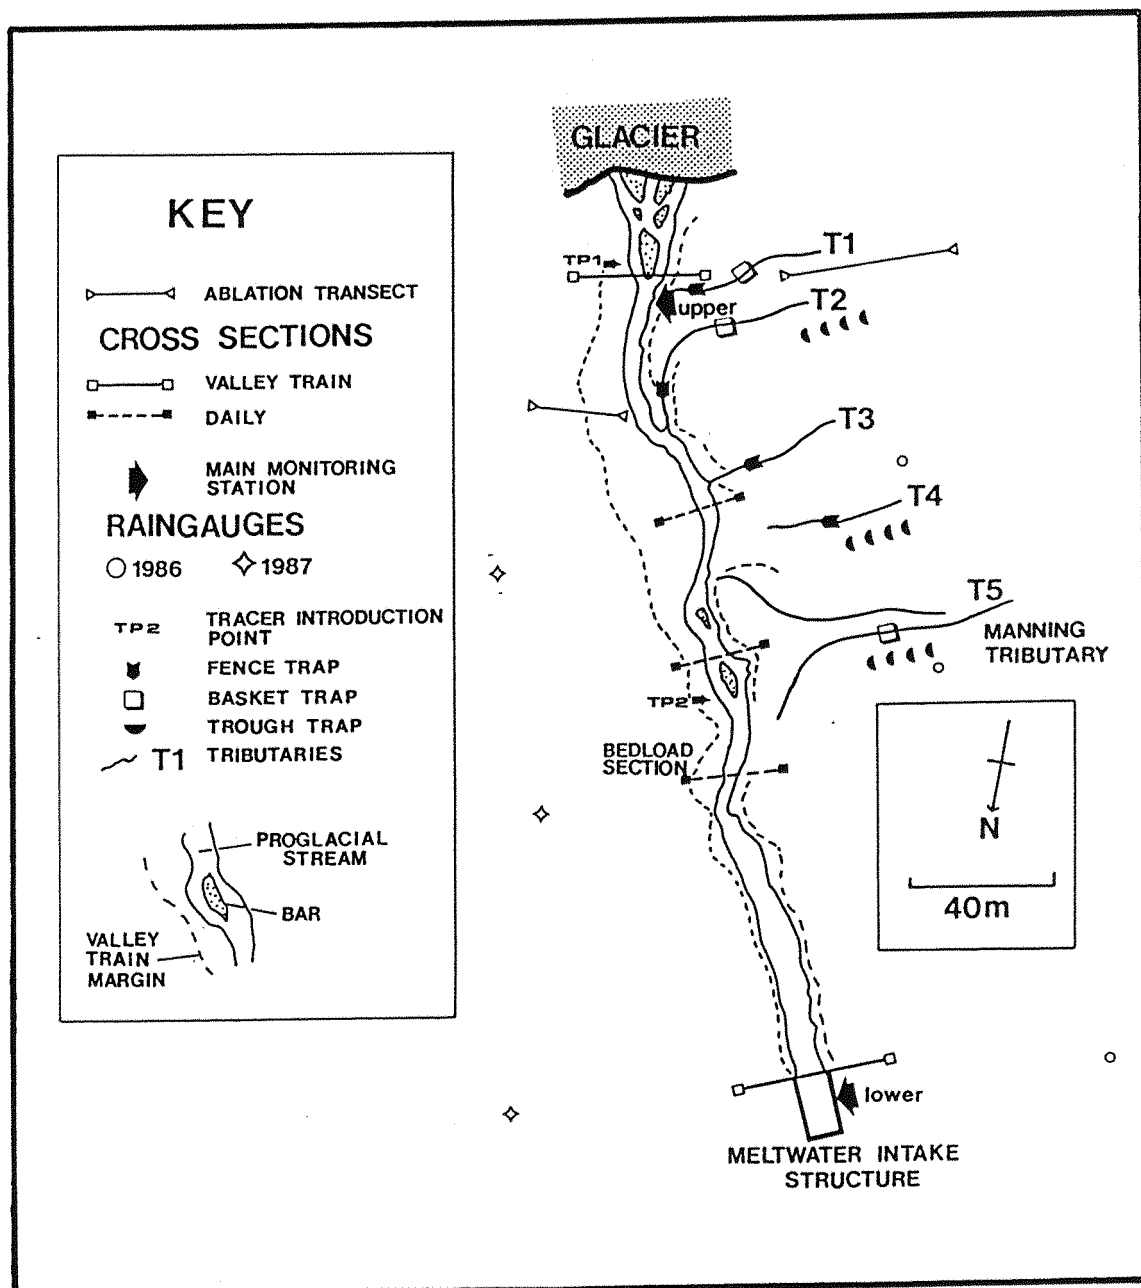 GLACIER
KEY
ABLATION TRANSECT
CROSS SECTIONS
VALLEY TRAIN
DAILY
MAIN MONITORING
STATION
RAINGAUGES
1986 1987
TP2 TRACER INTRODUCTION
POINT
FENCE TRAP
BASKET TRAP
TROUGH TRAP
T1 TRIBUTARIES
PROGLACIAL
STREAM
BAR
VALLEY
TRAIN
MARGIN
TP1
T1
upper
T2
T3
T4
T5
MANNING
TRIBUTARY
TP2
BEDLOAD
SECTION
N
40m
lower
MELTWATER INTAKE
STRUCTURE